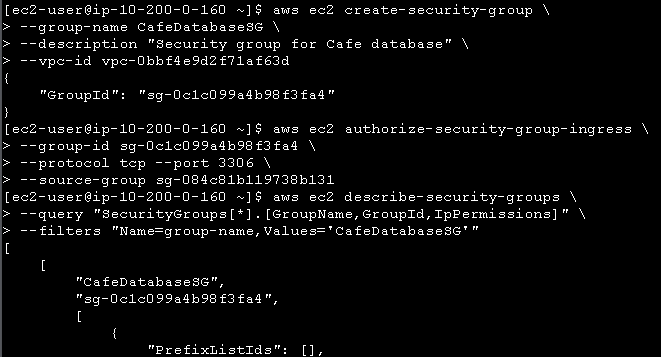 [ec2-user@ip-10-200-0-160 ~]$ aws ec2 create-security-group \
> --group-name CafeDatabaseSG \
> --description "Security group for Cafe database" \
> --vpc-id vpc-0bbf4e9d2f71af63d
{
    "GroupId": "sg-0c1c099a4b98f3fa4"
}
[ec2-user@ip-10-200-0-160 ~]$ aws ec2 authorize-security-group-ingress \
> --group-id sg-0c1c099a4b98f3fa4 \
> --protocol tcp --port 3306 \
> --source-group sg-084c81b119738b131
[ec2-user@ip-10-200-0-160 ~]$ aws ec2 describe-security-groups \
> --query "SecurityGroups[*].[GroupName,GroupId,IpPermissions]" \
> --filters "Name=group-name,Values='CafeDatabaseSG'"
[
    [
        "CafeDatabaseSG",
        "sg-0c1c099a4b98f3fa4",
        [
            {
                "PrefixListIds": [],